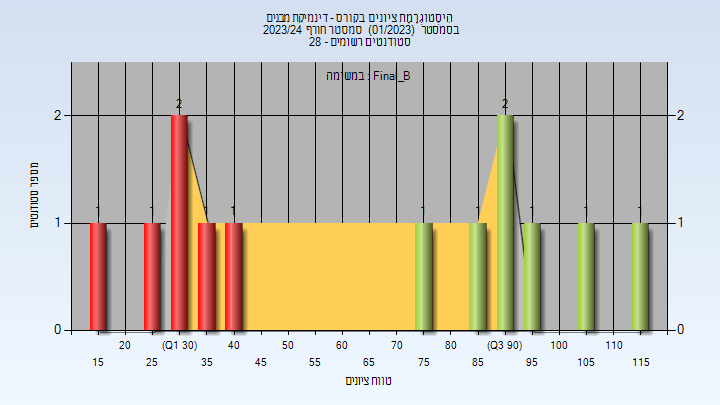 היסטוגרמת ציונים בקורס - דינמיקת מבנים
בסמסטר (01/2023) סמסטר חורף 2023/24
סטודנטים רשומים - 28
במשימה : Final_B
מספר סטודנטים
2 2
1 1
0 0
1 1 2 1 1 1 1 2 1 1 1
20 (Q1 30) 40 50 60 70 80 (Q3 90) 100 110
15 25 35 45 55 65 75 85 95 105 115
טווח ציונים